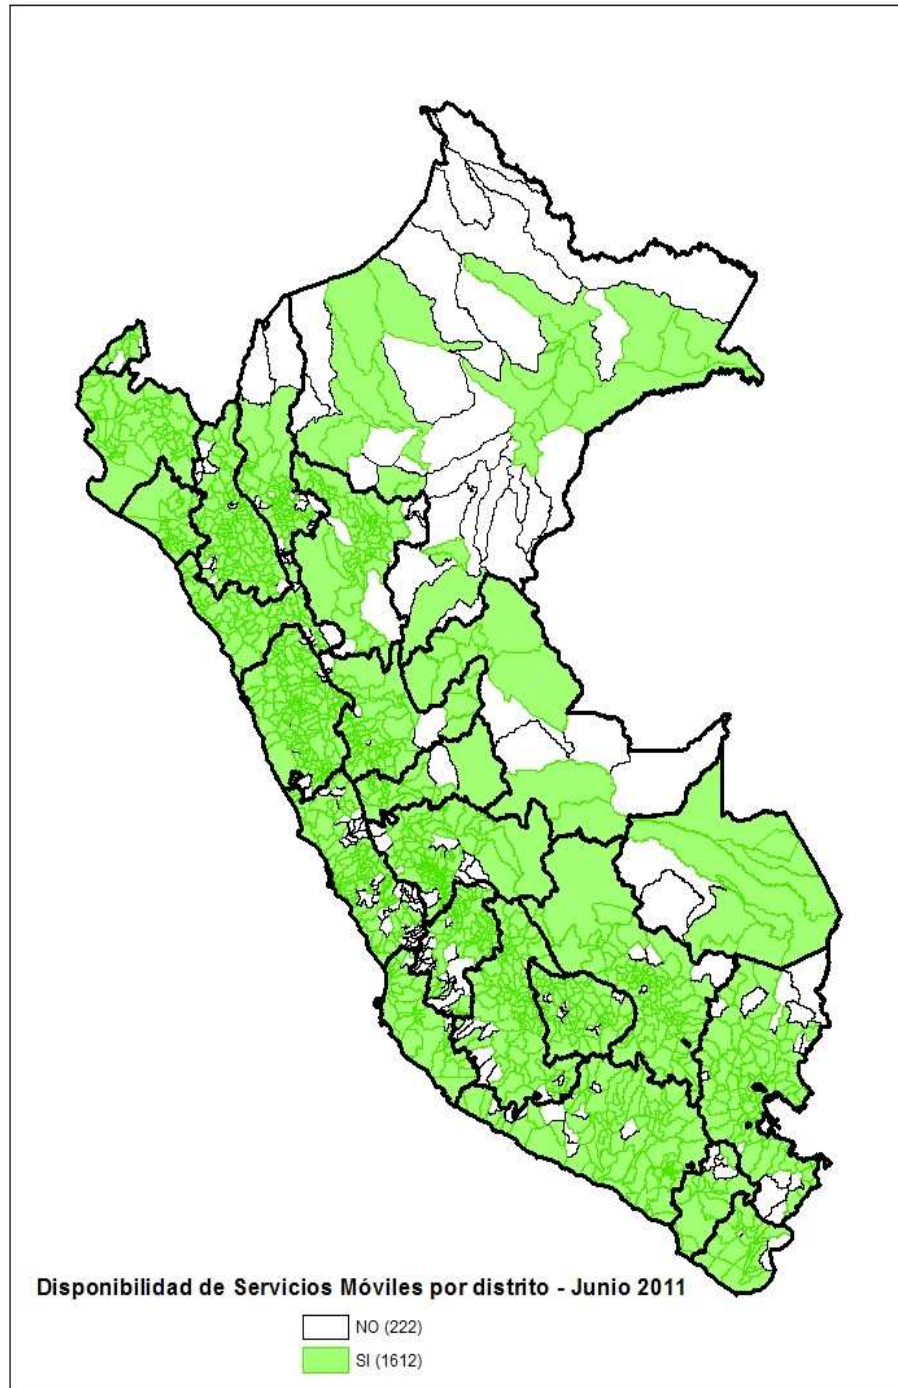 Disponibilidad de Servicios Móviles por distrito - Junio 2011
NO (222)
SI (1612)